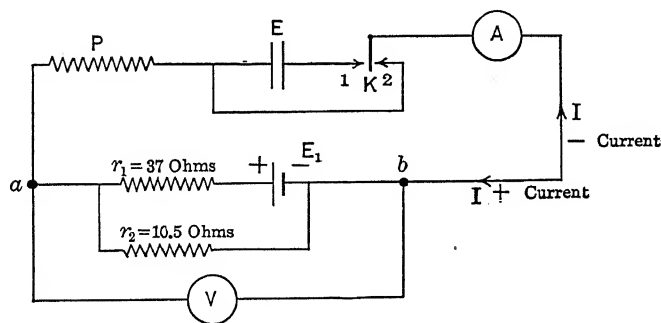 P
E
A
1 K 2
I
− Current
r₁ = 37 Ohms
+ − E₁
a
b
I + Current
r₂ = 10.5 Ohms
V